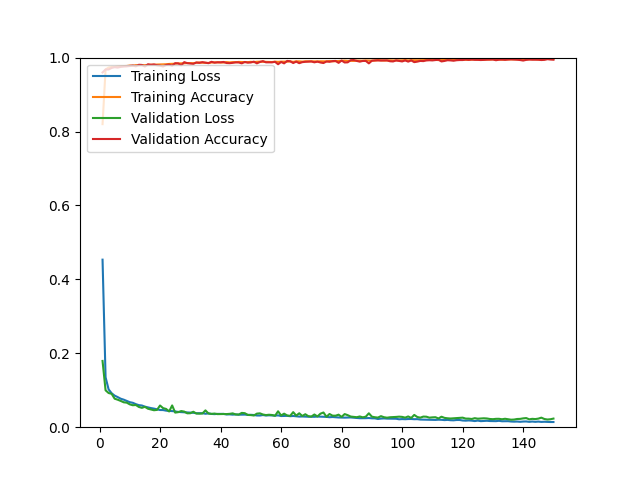 1.0
0.8
0.6
0.4
0.2
0.0
Training Loss
Training Accuracy
Validation Loss
Validation Accuracy
0 20 40 60 80 100 120 140